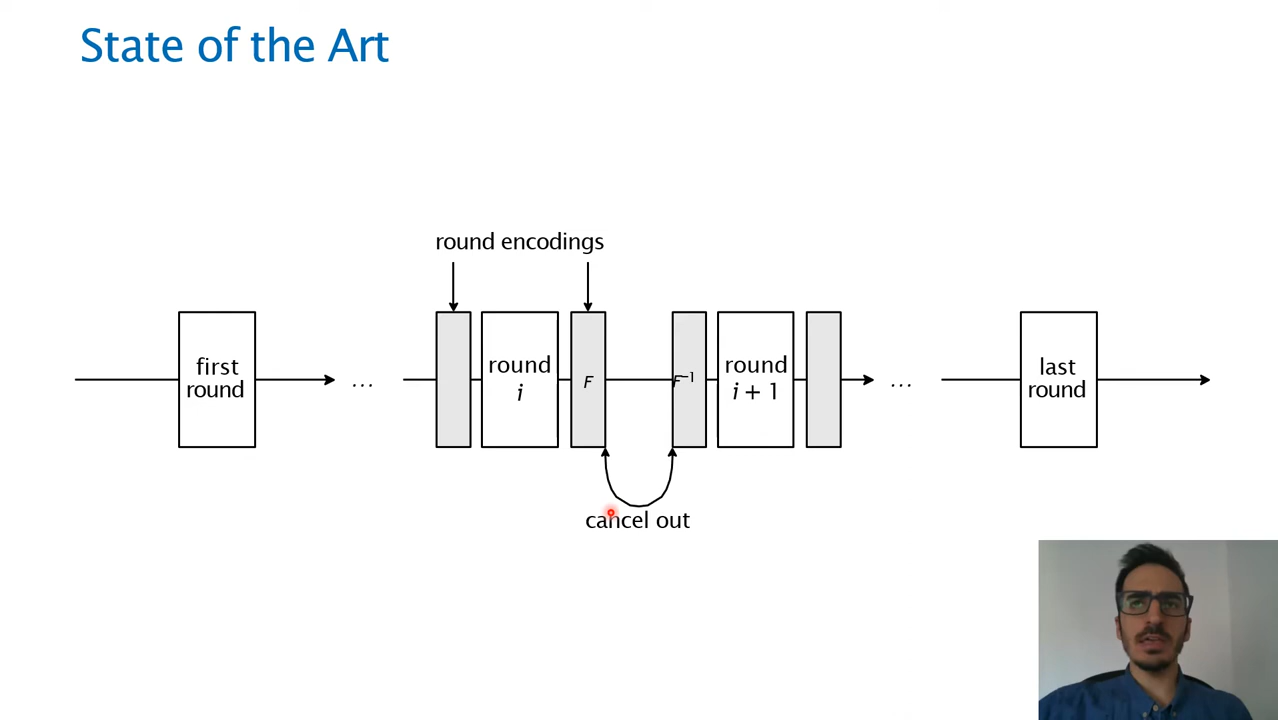 State of the Art
round encodings
first
round
…
round
i
F
F⁻¹
round
i + 1
…
last
round
cancel out